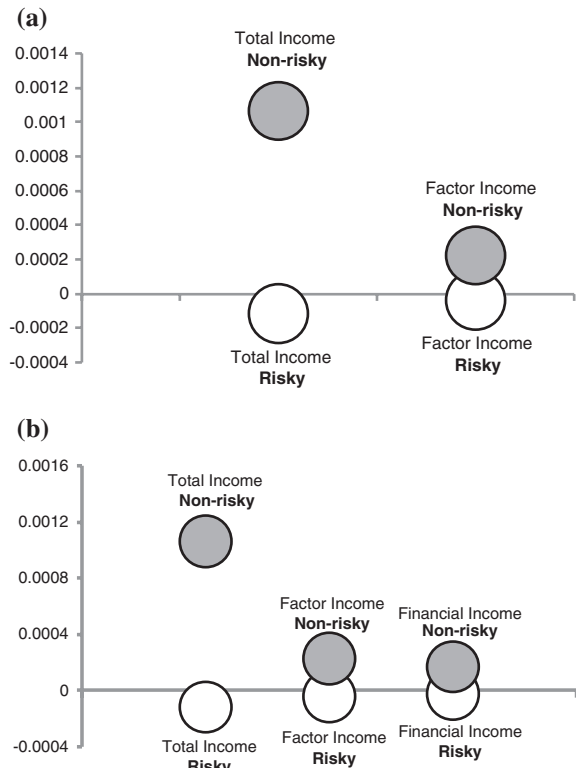 (a)
Total Income
Non-risky
0.0014
0.0012
0.001
0.0008
0.0006
0.0004
0.0002
0
-0.0002
-0.0004
Factor Income
Non-risky
Total Income
Risky
Factor Income
Risky
(b)
0.0016
0.0012
0.0008
0.0004
0
-0.0004
Total Income
Non-risky
Factor Income
Non-risky
Financial Income
Non-risky
Total Income
Risky
Factor Income
Risky
Financial Income
Risky